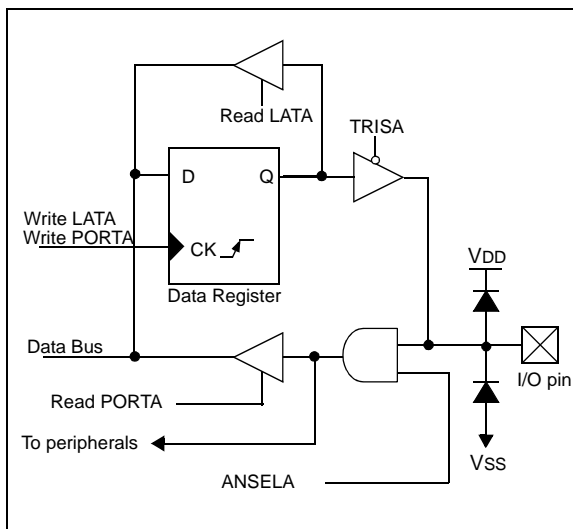 Read LATA
TRISA
D Q
Write LATA
Write PORTA
CK
Data Register
VDD
Data Bus
I/O pin
Read PORTA
To peripherals
VSS
ANSELA